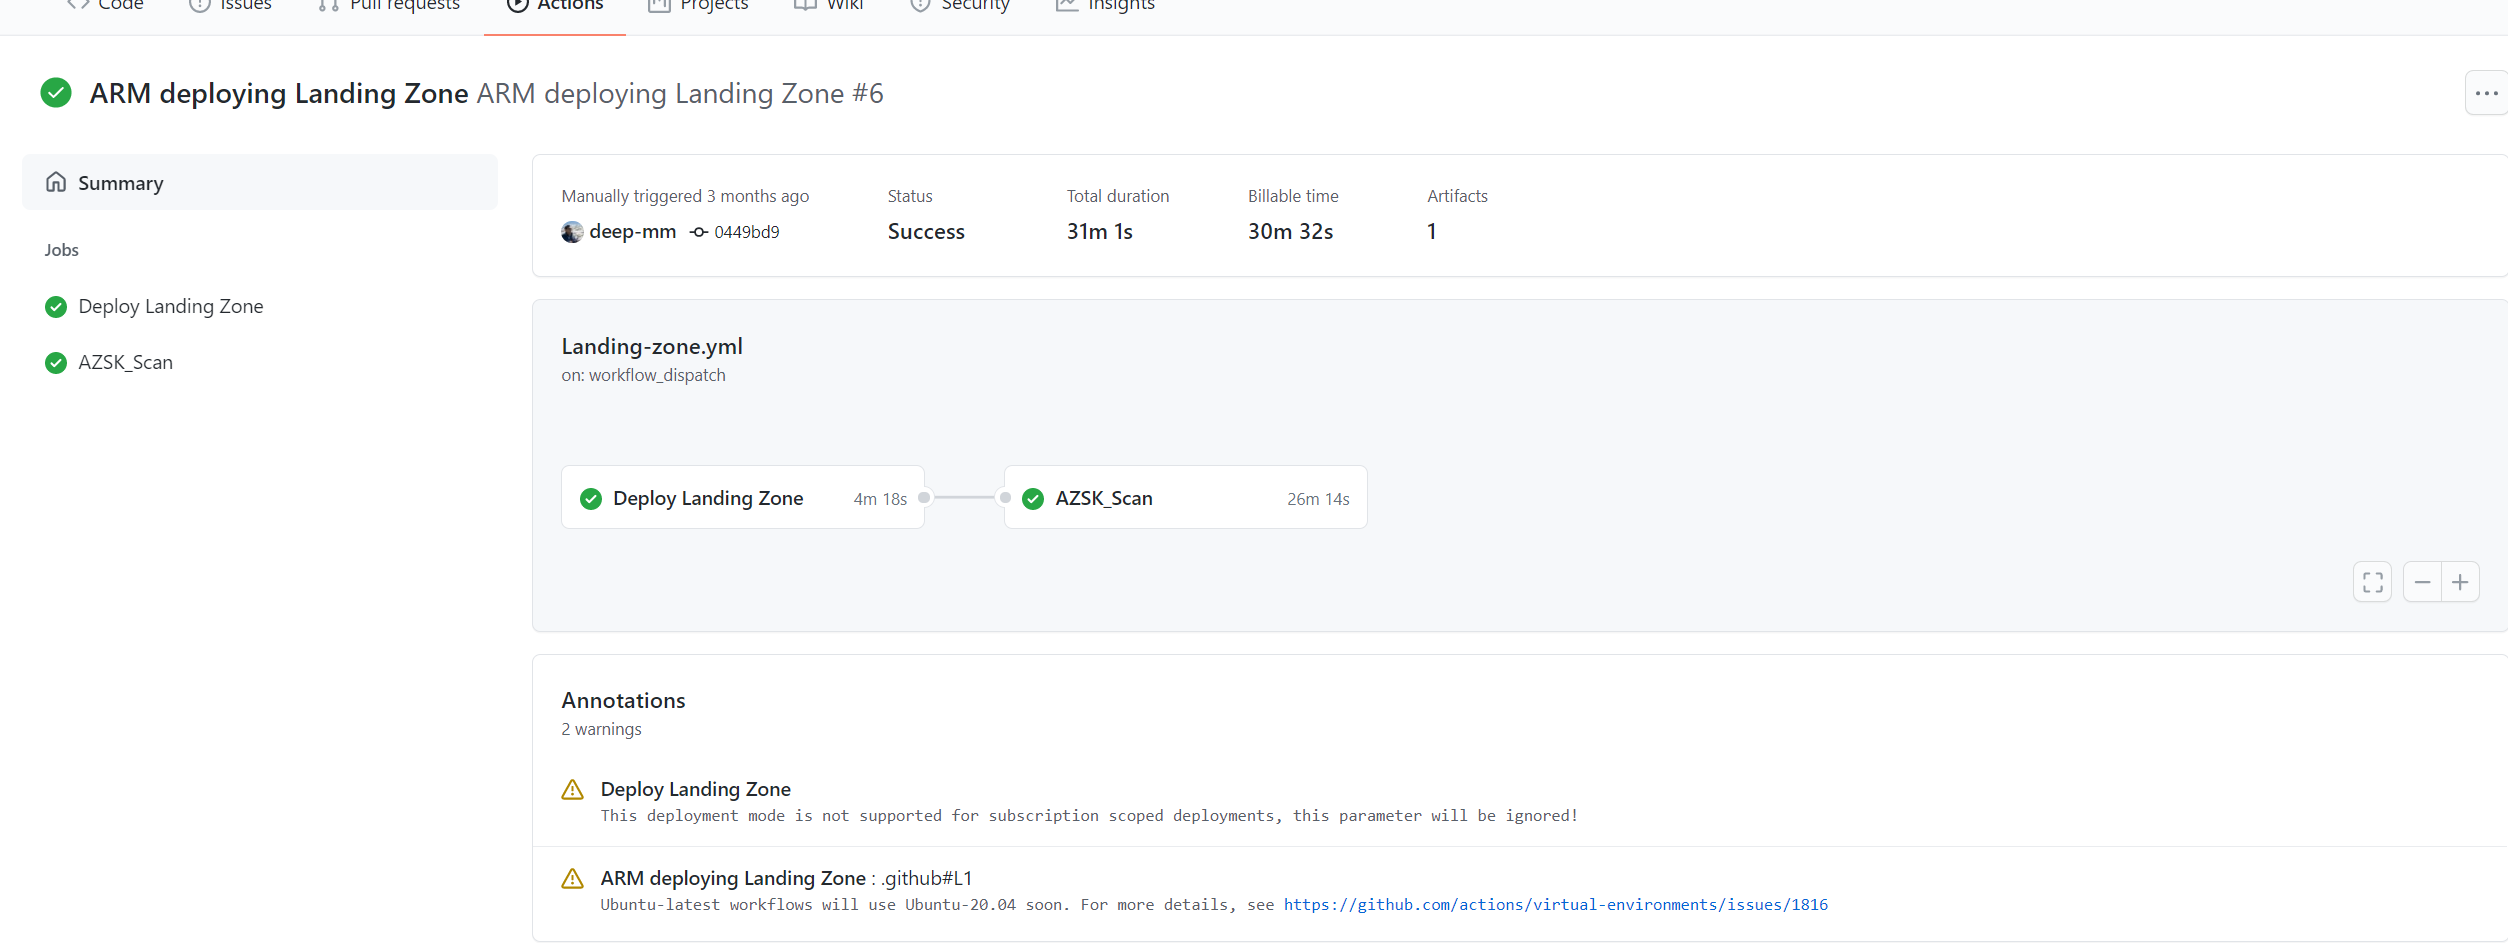 Code Issues Pull requests Actions Projects Wiki Security Insights
ARM deploying Landing Zone ARM deploying Landing Zone #6
Summary
Jobs
Deploy Landing Zone
AZSK_Scan
Manually triggered 3 months ago
deep-mm 0449bd9
Status
Success
Total duration
31m 1s
Billable time
30m 32s
Artifacts
1
Landing-zone.yml
on: workflow_dispatch
Deploy Landing Zone 4m 18s
AZSK_Scan 26m 14s
Annotations
2 warnings
Deploy Landing Zone
This deployment mode is not supported for subscription scoped deployments, this parameter will be ignored!
ARM deploying Landing Zone : .github#L1
Ubuntu-latest workflows will use Ubuntu-20.04 soon. For more details, see https://github.com/actions/virtual-environments/issues/1816